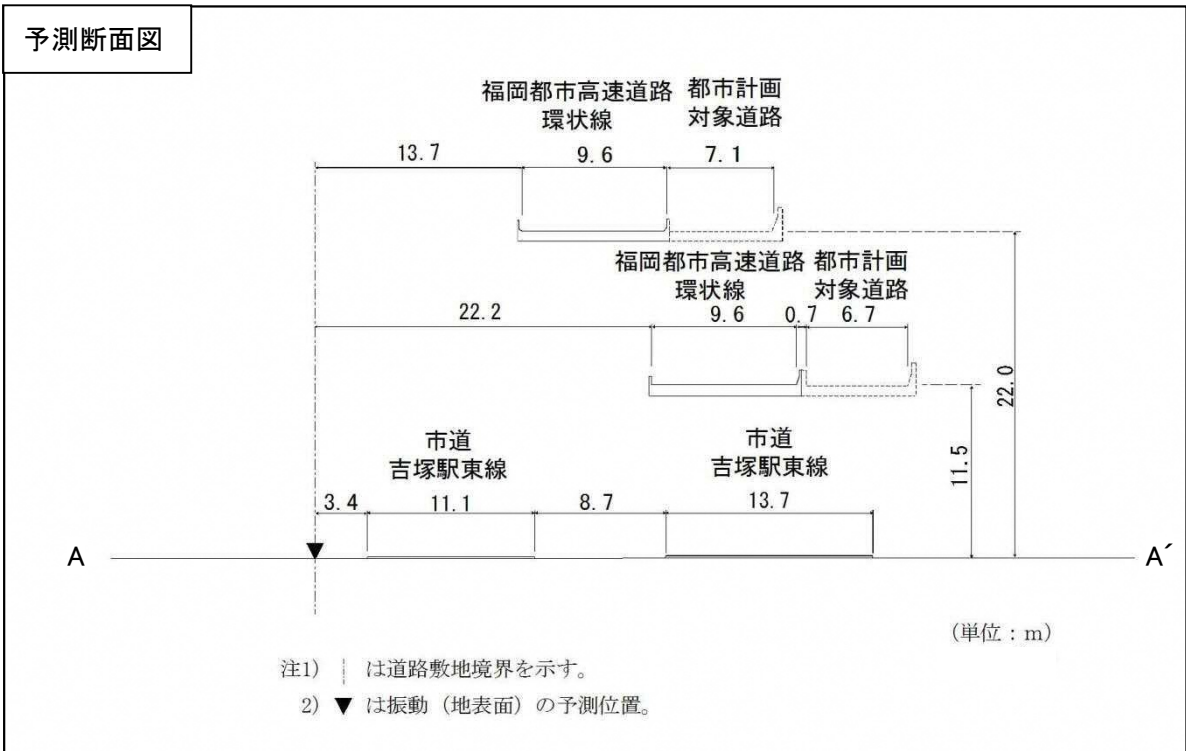 予測断面図
福岡都市高速道路
環状線
都市計画
対象道路
13.7
9.6
7.1
福岡都市高速道路
環状線
都市計画
対象道路
22.2
9.6
0.7
6.7
22.0
11.5
市道
吉塚駅東線
市道
吉塚駅東線
3.4
11.1
8.7
13.7
A
A´
(単位:m)
注1) ¦ は道路敷地境界を示す。
2) ▼ は振動(地表面)の予測位置。